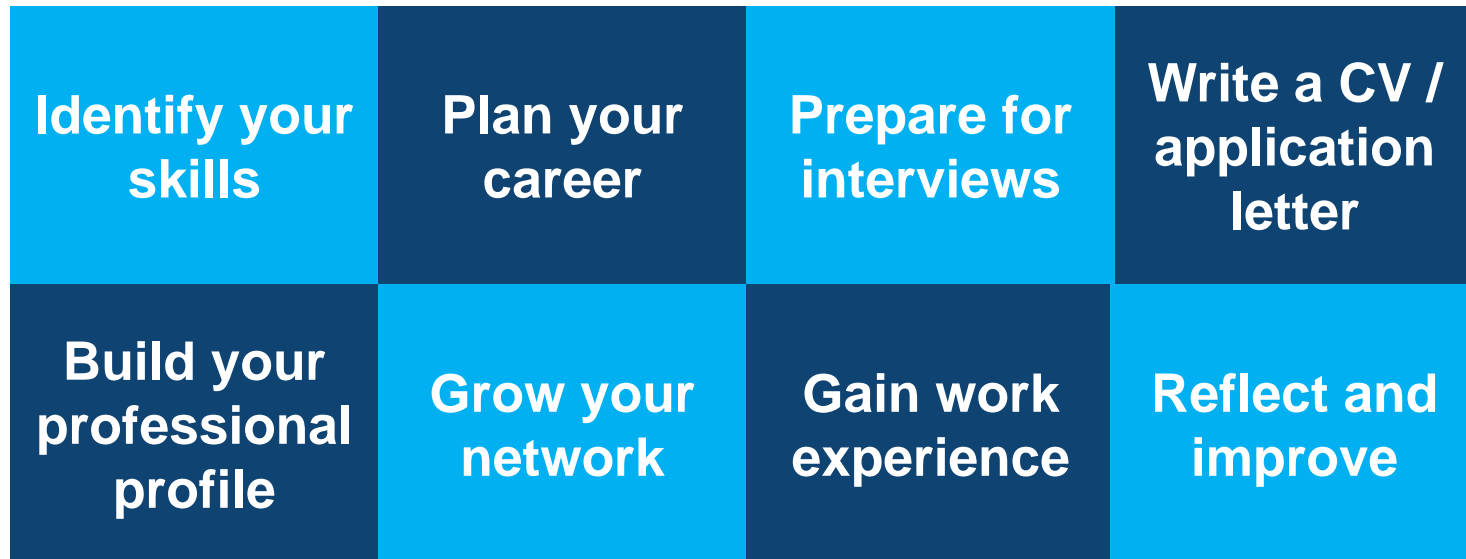 Identify your
skills
Plan your
career
Prepare for
interviews
Write a CV /
application
letter
Build your
professional
profile
Grow your
network
Gain work
experience
Reflect and
improve